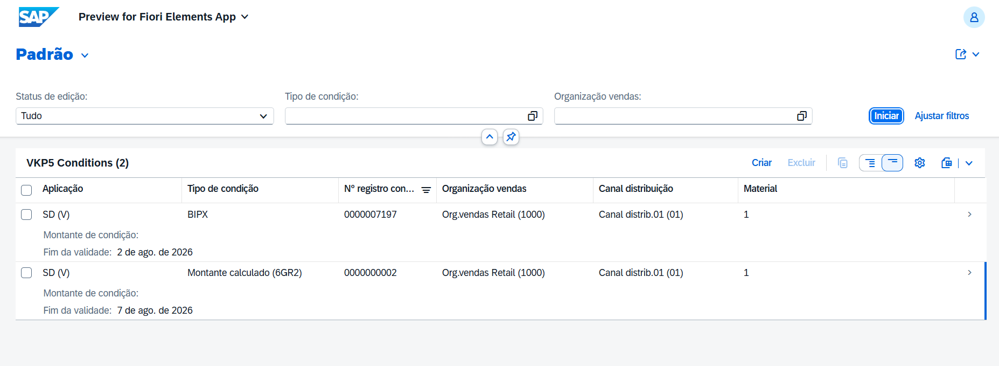 SAP Preview for Fiori Elements App
Padrão
Status de edição: Tipo de condição: Organização vendas:
Tudo Iniciar Ajustar filtros
VKP5 Conditions (2) Criar Excluir
Aplicação Tipo de condição Nº registro con... Organização vendas Canal distribuição Material
SD (V) BIPX 0000007197 Org.vendas Retail (1000) Canal distrib.01 (01) 1
Montante de condição:
Fim da validade: 2 de ago. de 2026
SD (V) Montante calculado (6GR2) 0000000002 Org.vendas Retail (1000) Canal distrib.01 (01) 1
Montante de condição:
Fim da validade: 7 de ago. de 2026